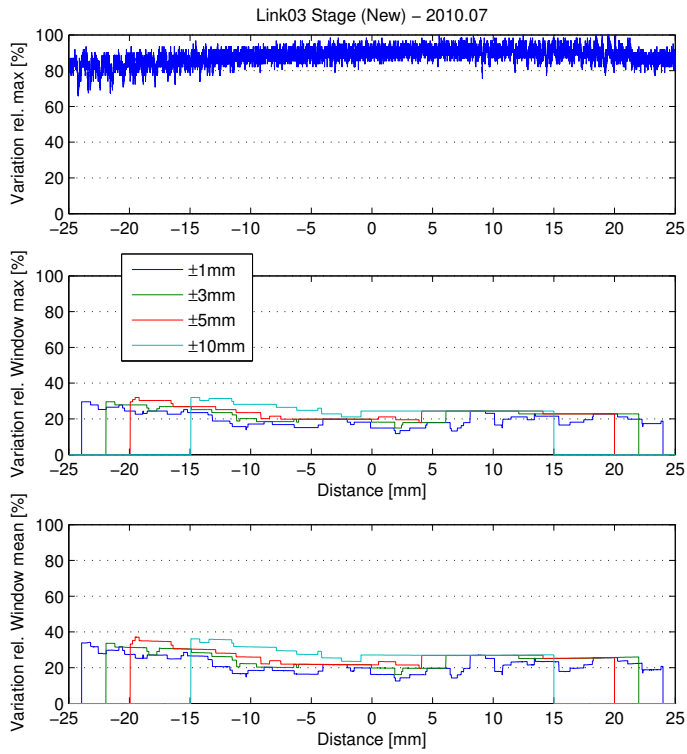 Link03 Stage (New) − 2010.07
Variation rel. max [%]
100
80
60
40
20
0
−25 −20 −15 −10 −5 0 5 10 15 20 25
Variation rel. Window max [%]
100
80
60
40
20
0
±1mm
±3mm
±5mm
±10mm
−25 −20 −15 −10 −5 0 5 10 15 20 25
Distance [mm]
Variation rel. Window mean [%]
100
80
60
40
20
0
−25 −20 −15 −10 −5 0 5 10 15 20 25
Distance [mm]